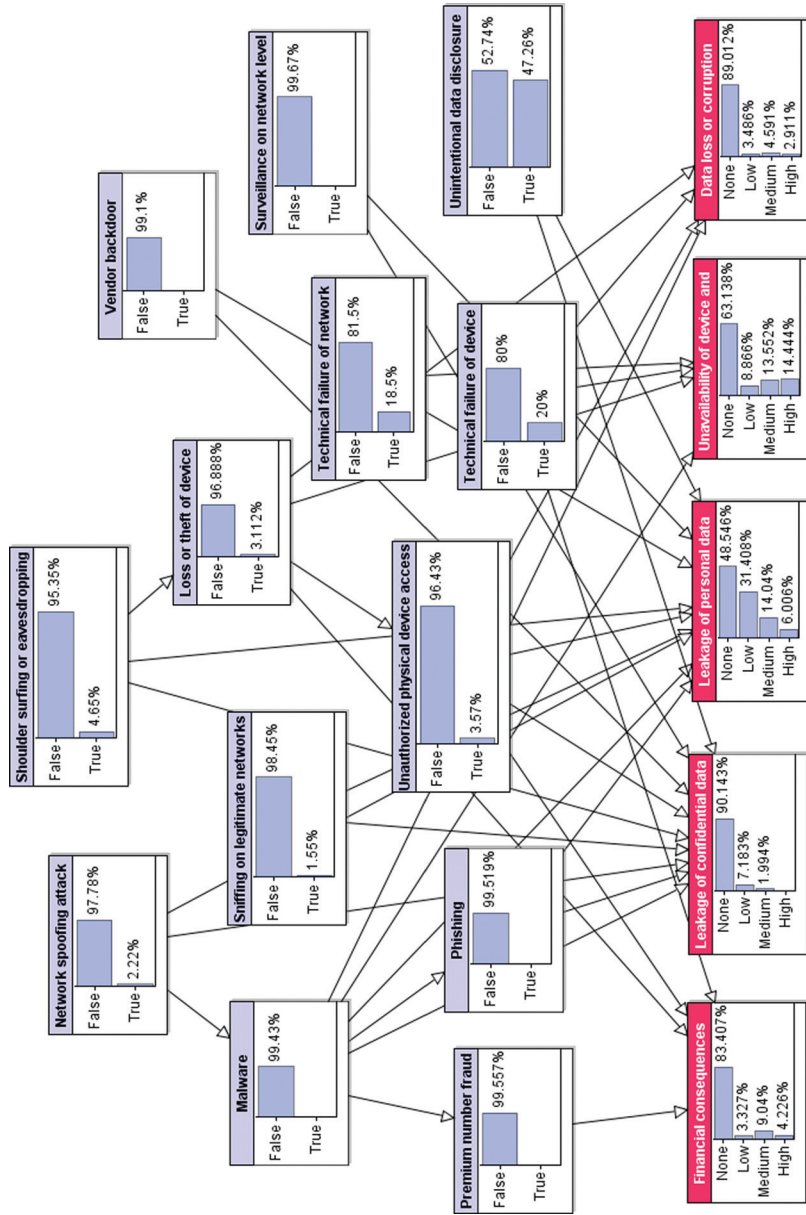 Shoulder surfing or eavesdropping
False
95.35%
True
4.65%
Network spoofing attack
False
97.78%
True
2.22%
Vendor backdoor
False
99.1%
True
Loss or theft of device
False
96.888%
True
3.112%
Surveillance on network level
False
99.67%
True
Malware
False
99.43%
True
Sniffing on legitimate networks
False
98.45%
True
1.55%
Technical failure of network
False
81.5%
True
18.5%
Unauthorized physical device access
False
96.43%
True
3.57%
Phishing
False
99.519%
True
Premium number fraud
False
99.557%
True
Technical failure of device
False
80%
True
20%
Unintentional data disclosure
False
52.74%
True
47.26%
Financial consequences
None
83.407%
Low
3.327%
Medium
9.04%
High
4.226%
Leakage of confidential data
None
90.143%
Low
7.183%
Medium
1.994%
High
Leakage of personal data
None
48.546%
Low
31.408%
Medium
14.04%
High
6.006%
Unavailability of device and
None
63.138%
Low
8.866%
Medium
13.552%
High
14.444%
Data loss or corruption
None
89.012%
Low
3.486%
Medium
4.591%
High
2.911%